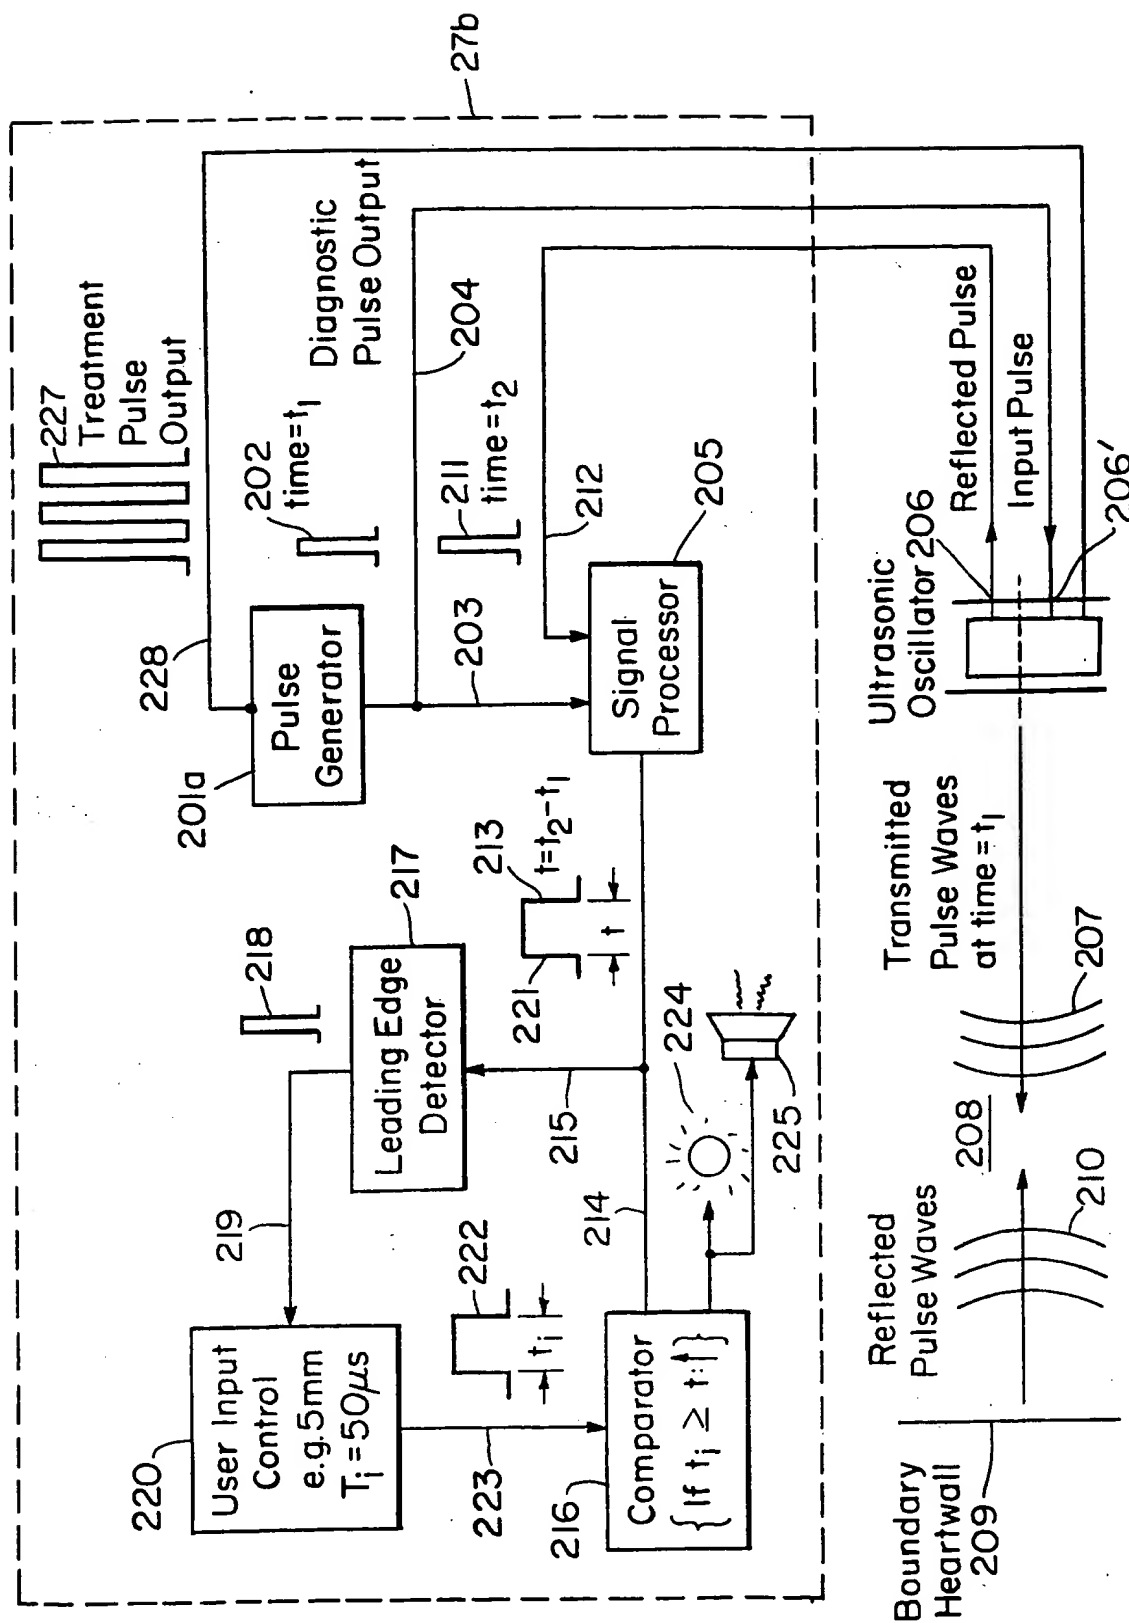 27b
227
Treatment
Pulse
Output
228
201a
Pulse
Generator
202
time=t₁
Diagnostic
Pulse Output
203
204
211
time=t₂
212
Signal
Processor
205
218
217
Leading Edge
Detector
219
213
t=t₂-t₁
t
221
215
214
220
User Input
Control
e.g.5mm
Tᵢ=50μs
222
tᵢ
223
216
Comparator
{If tᵢ ≥ t:↑}
224
225
Reflected Pulse
Input Pulse
Ultrasonic
Oscillator 206
206'
Transmitted
Pulse Waves
at time=t₁
207
208
Reflected
Pulse Waves
210
Boundary
Heartwall
209